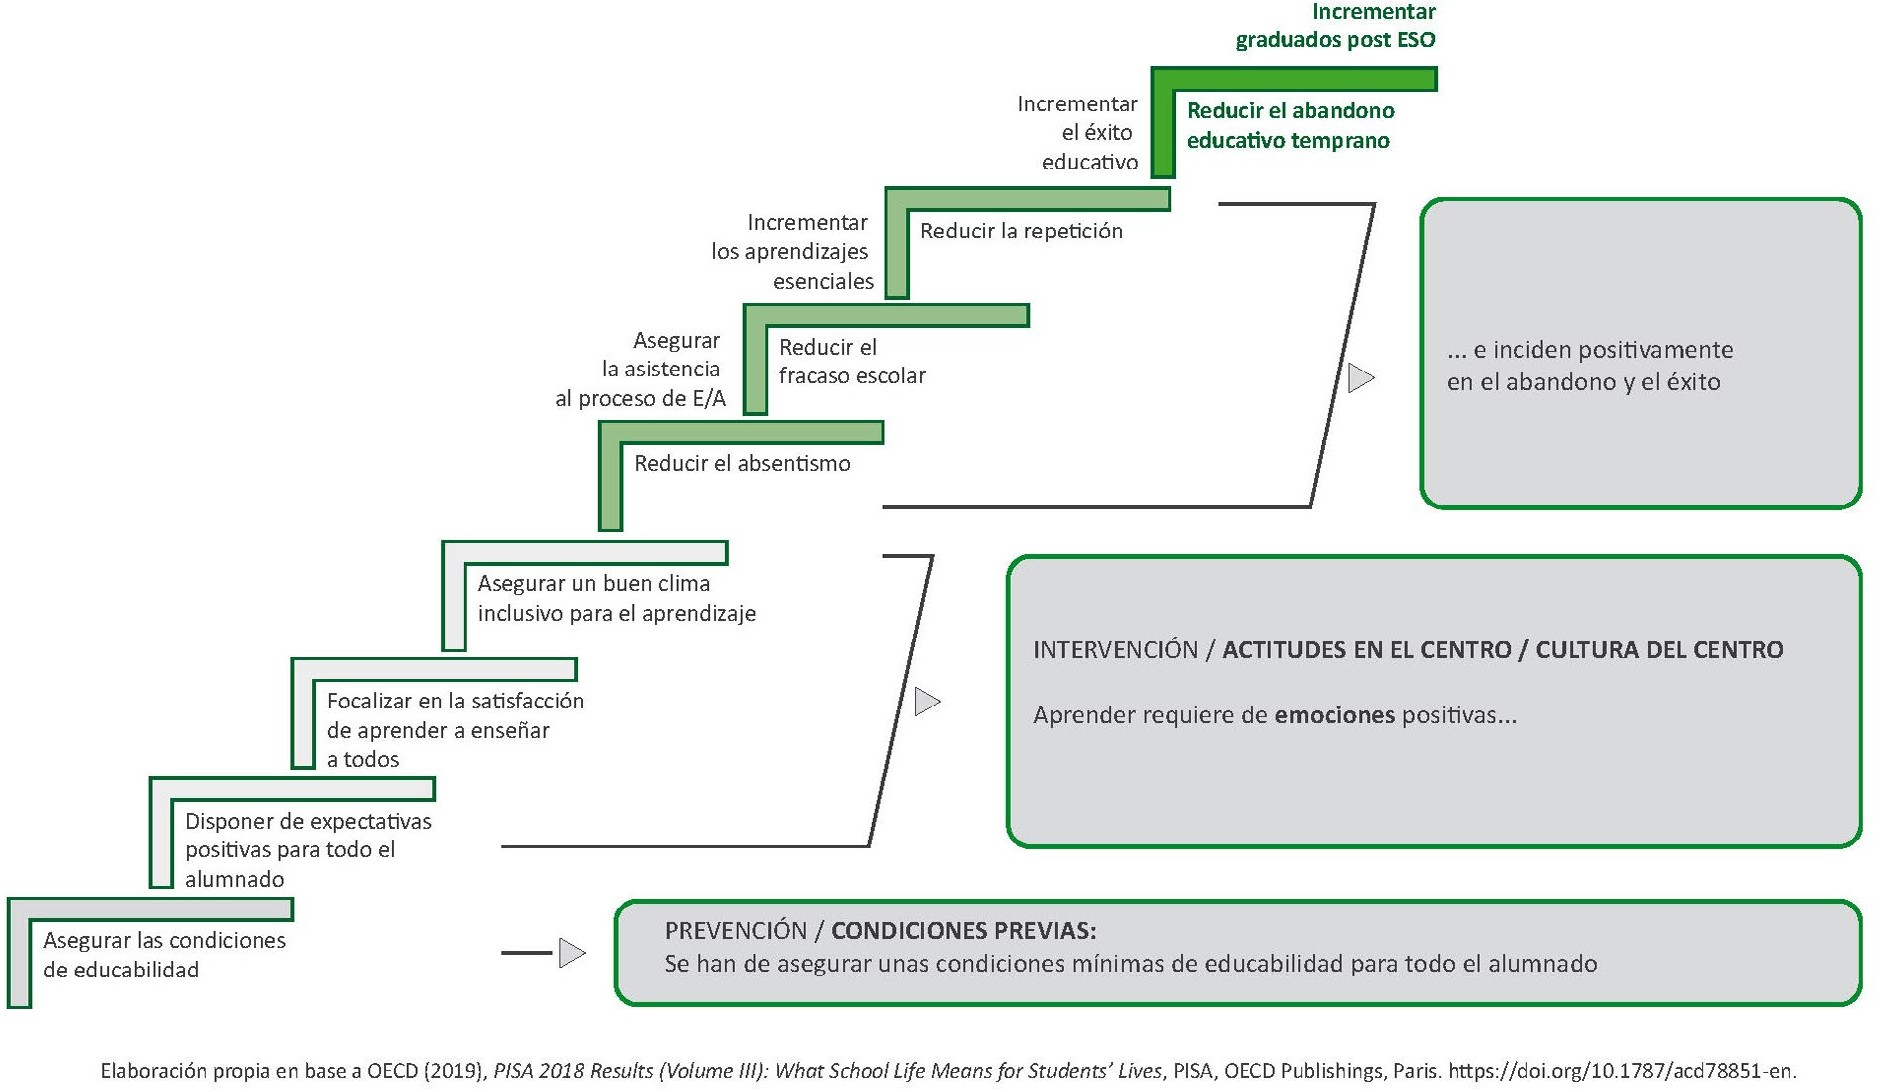 Incrementar
graduados post ESO
Reducir el abandono
educativo temprano
Incrementar
el éxito
educativo
Reducir la repetición
Incrementar
los aprendizajes
esenciales
Reducir el
fracaso escolar
Asegurar
la asistencia
al proceso de E/A
Reducir el absentismo
... e inciden positivamente
en el abandono y el éxito
Asegurar un buen clima
inclusivo para el aprendizaje
Focalizar en la satisfacción
de aprender a enseñar
a todos
Disponer de expectativas
positivas para todo el
alumnado
INTERVENCIÓN / ACTITUDES EN EL CENTRO / CULTURA DEL CENTRO
Aprender requiere de emociones positivas...
Asegurar las condiciones
de educabilidad
PREVENCIÓN / CONDICIONES PREVIAS:
Se han de asegurar unas condiciones mínimas de educabilidad para todo el alumnado
Elaboración propia en base a OECD (2019), PISA 2018 Results (Volume III): What School Life Means for Students’ Lives, PISA, OECD Publishings, Paris. https://doi.org/10.1787/acd78851-en.